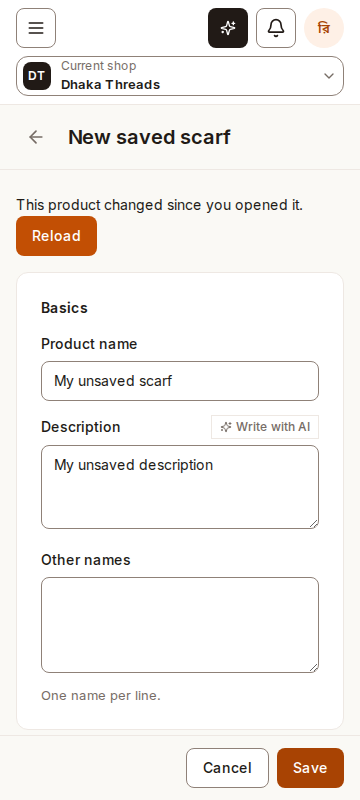 রি
DT
Current shop
Dhaka Threads
New saved scarf
This product changed since you opened it.
Reload
Basics
Product name
My unsaved scarf
Description
Write with AI
My unsaved description
Other names
One name per line.
Cancel
Save